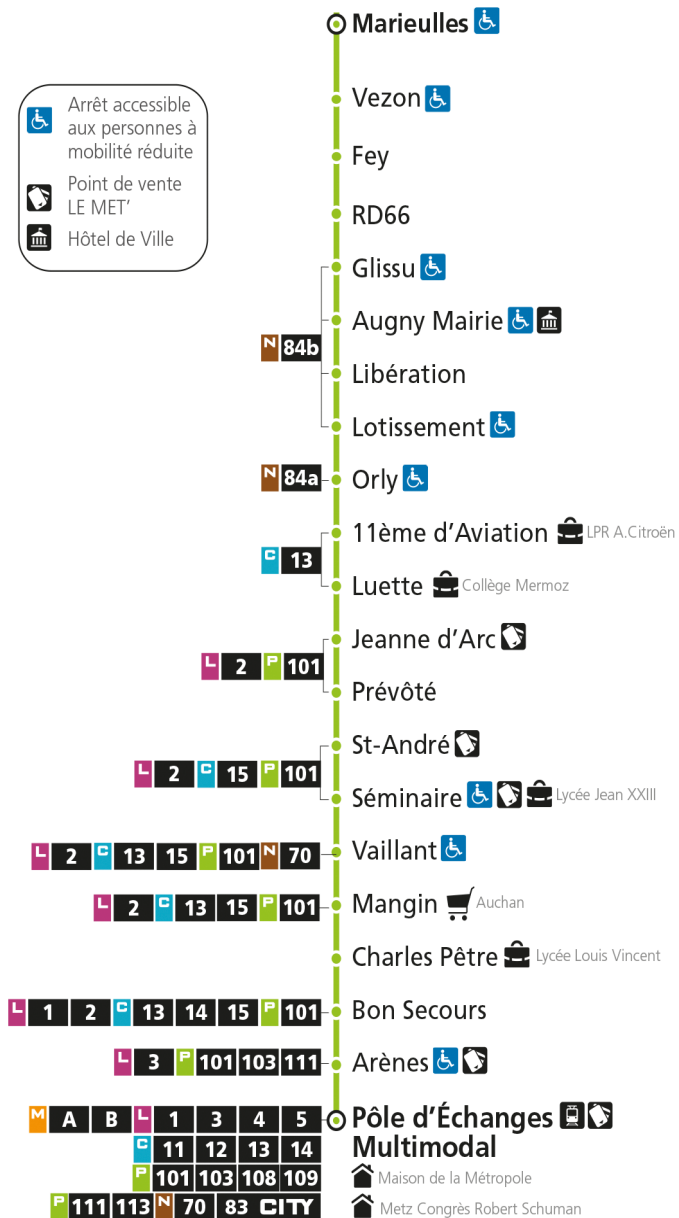 Marieulles
Arrêt accessible
aux personnes à
mobilité réduite
Point de vente
LE MET’
Hôtel de Ville
Vezon
Fey
RD66
Glissu
Augny Mairie
N 84b
Libération
Lotissement
N 84a
Orly
11ème d’Aviation LPR A.Citroën
C 13
Luette Collège Mermoz
Jeanne d’Arc
L 2 P 101
Prévôté
St-André
L 2 C 15 P 101
Séminaire Lycée Jean XXIII
L 2 C 13 15 P 101 N 70 Vaillant
L 2 C 13 15 P 101 Mangin Auchan
Charles Pêtre Lycée Louis Vincent
L 1 2 C 13 14 15 P 101 Bon Secours
L 3 P 101 103 111 Arènes
M A B L 1 3 4 5 Pôle d’Échanges
C 11 12 13 14 Multimodal
P 101 103 108 109 Maison de la Métropole
P 111 113 N 70 83 CITY Metz Congrès Robert Schuman